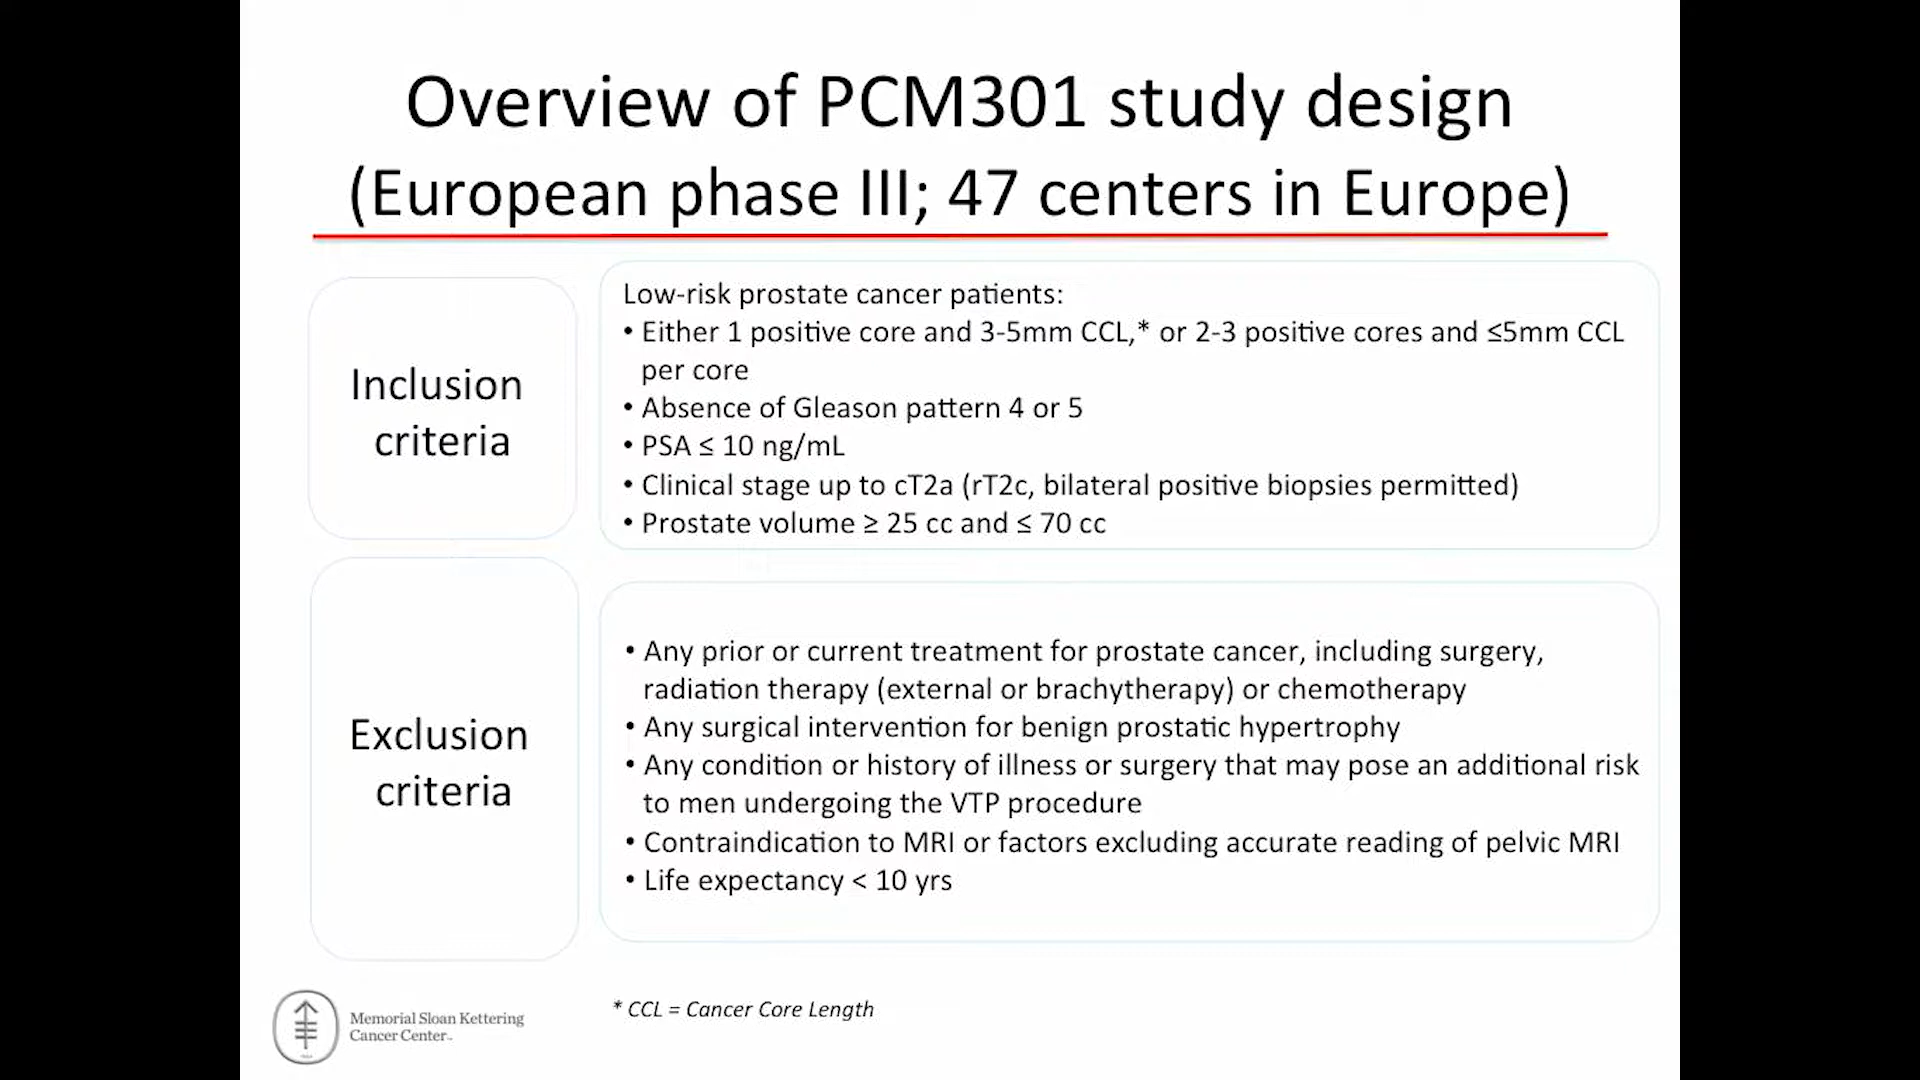 Overview of PCM301 study design
(European phase III; 47 centers in Europe)
Inclusion
criteria
Low-risk prostate cancer patients:
• Either 1 positive core and 3-5mm CCL,* or 2-3 positive cores and ≤5mm CCL
per core
• Absence of Gleason pattern 4 or 5
• PSA ≤ 10 ng/mL
• Clinical stage up to cT2a (rT2c, bilateral positive biopsies permitted)
• Prostate volume ≥ 25 cc and ≤ 70 cc
Exclusion
criteria
• Any prior or current treatment for prostate cancer, including surgery,
radiation therapy (external or brachytherapy) or chemotherapy
• Any surgical intervention for benign prostatic hypertrophy
• Any condition or history of illness or surgery that may pose an additional risk
to men undergoing the VTP procedure
• Contraindication to MRI or factors excluding accurate reading of pelvic MRI
• Life expectancy < 10 yrs
* CCL = Cancer Core Length
Memorial Sloan Kettering
Cancer Center